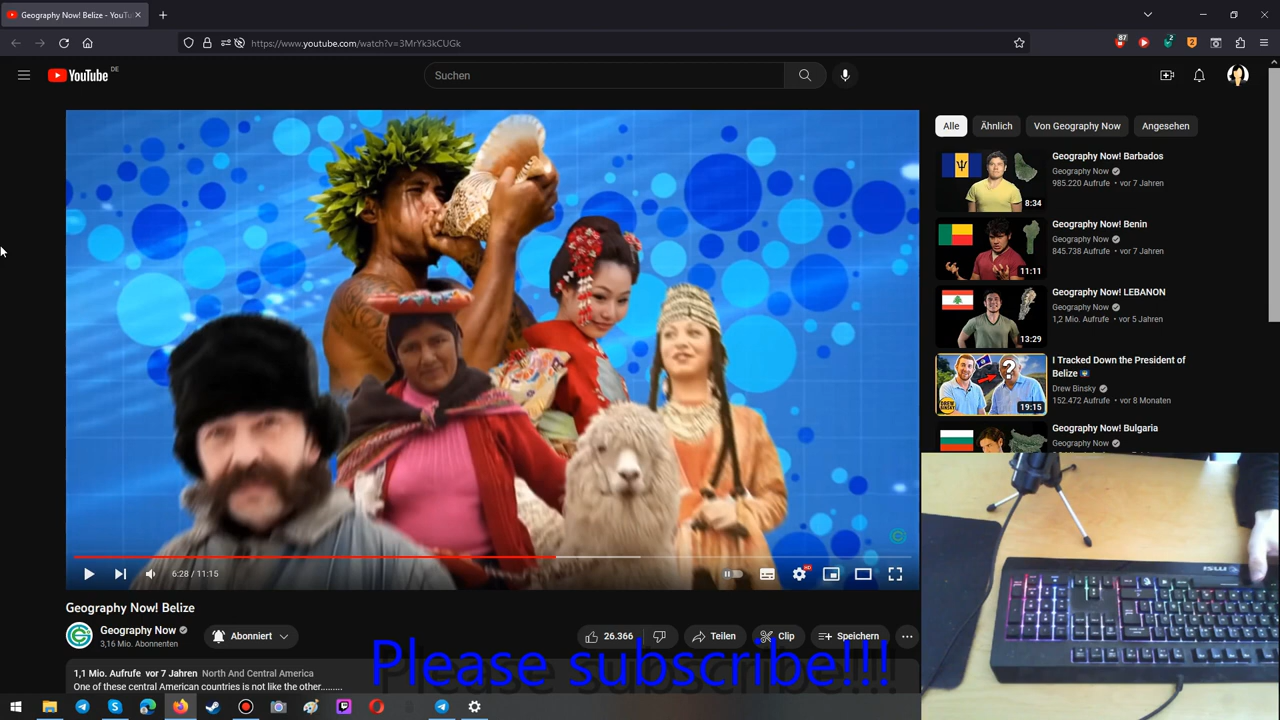 Geography Now! Belize - YouTu
https://www.youtube.com/watch?v=3MrYk3kCUGk
87
2
2
YouTube DE
Suchen
Alle
Ähnlich
Von Geography Now
Angesehen
Geography Now! Barbados
Geography Now
985.220 Aufrufe • vor 7 Jahren
8:34
Geography Now! Benin
Geography Now
845.738 Aufrufe • vor 7 Jahren
11:11
Geography Now! LEBANON
Geography Now
1,2 Mio. Aufrufe • vor 5 Jahren
13:29
I Tracked Down the President of
Belize
Drew Binsky
152.472 Aufrufe • vor 8 Monaten
19:15
?
Geography Now! Bulgaria
Geography Now
6:28 / 11:15
HD
Geography Now! Belize
Geography Now
3,16 Mio. Abonnenten
Abonniert
26.366
Teilen
Clip
Speichern
1,1 Mio. Aufrufe vor 7 Jahren North And Central America
One of these central American countries is not like the other........
Please subscribe!!!
msi